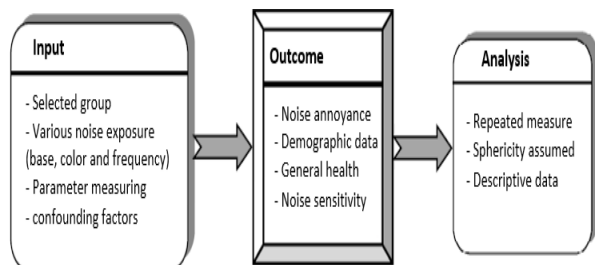 Input
- Selected group
- Various noise exposure
(base, color and frequency)
- Parameter measuring
- confounding factors
Outcome
- Noise annoyance
- Demographic data
- General health
- Noise sensitivity
Analysis
- Repeated measure
- Sphericity assumed
- Descriptive data